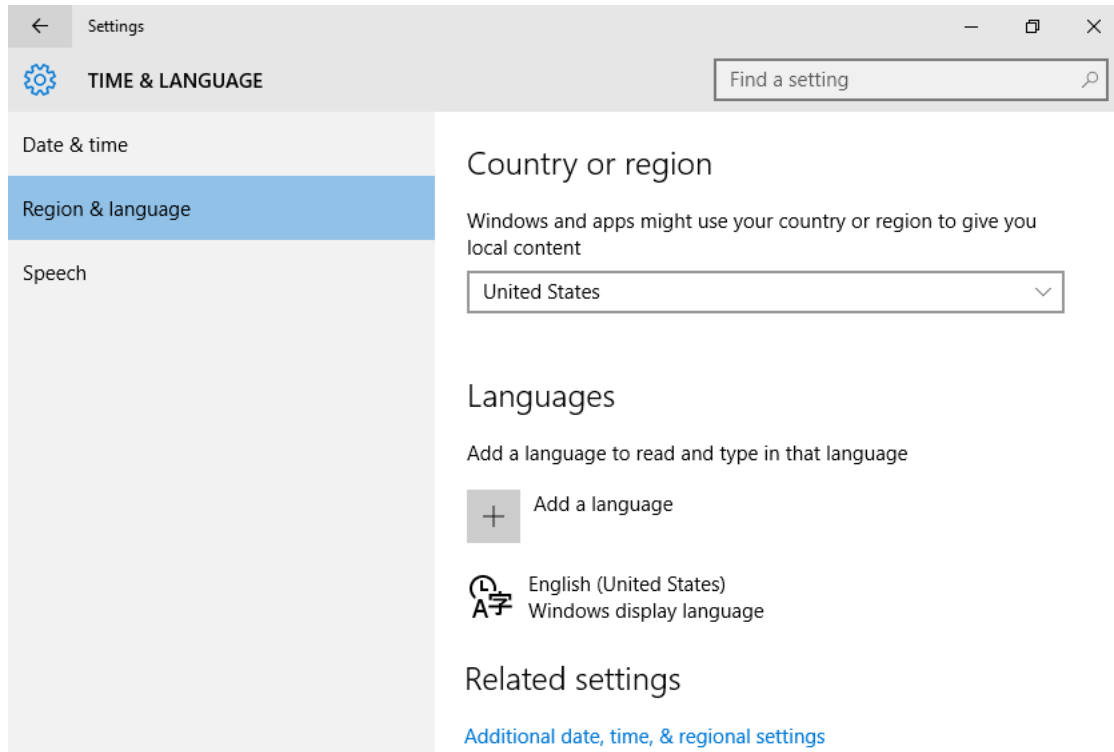 Settings
TIME & LANGUAGE
Find a setting
Date & time
Region & language
Speech
Country or region
Windows and apps might use your country or region to give you
local content
United States
Languages
Add a language to read and type in that language
Add a language
A字
English (United States)
Windows display language
Related settings
Additional date, time, & regional settings